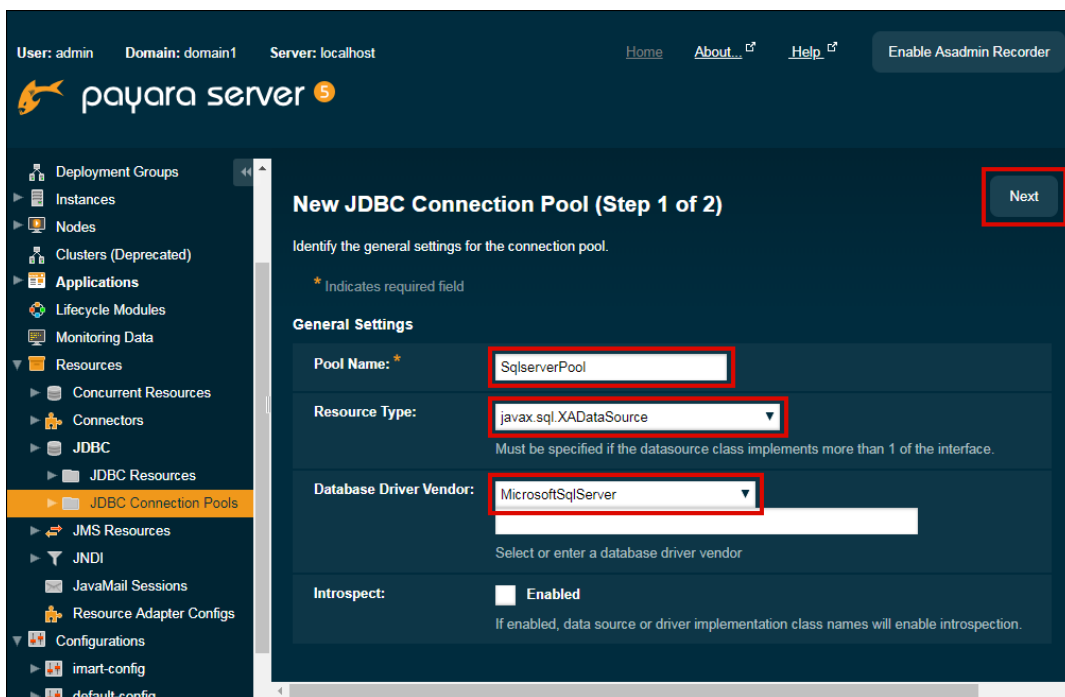 User: admin Domain: domain1 Server: localhost Home About... Help Enable Asadmin Recorder
payara server 5
Deployment Groups
Instances
Nodes
Clusters (Deprecated)
Applications
Lifecycle Modules
Monitoring Data
Resources
Concurrent Resources
Connectors
JDBC
JDBC Resources
JDBC Connection Pools
JMS Resources
JNDI
JavaMail Sessions
Resource Adapter Configs
Configurations
imart-config
default-config
New JDBC Connection Pool (Step 1 of 2)
Next
Identify the general settings for the connection pool.
* Indicates required field
General Settings
Pool Name: *
SqlserverPool
Resource Type:
javax.sql.XADataSource
Must be specified if the datasource class implements more than 1 of the interface.
Database Driver Vendor:
MicrosoftSqlServer
Select or enter a database driver vendor
Introspect:
Enabled
If enabled, data source or driver implementation class names will enable introspection.